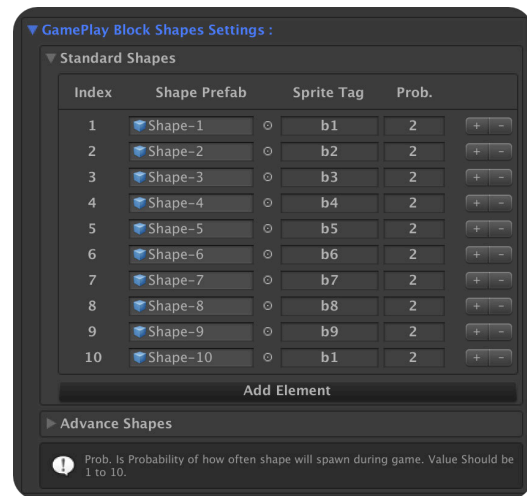 GamePlay Block Shapes Settings :
Standard Shapes
Index Shape Prefab Sprite Tag Prob.
1 Shape-1 b1 2 + -
2 Shape-2 b2 2 + -
3 Shape-3 b3 2 + -
4 Shape-4 b4 2 + -
5 Shape-5 b5 2 + -
6 Shape-6 b6 2 + -
7 Shape-7 b7 2 + -
8 Shape-8 b8 2 + -
9 Shape-9 b9 2 + -
10 Shape-10 b1 2 + -
Add Element
Advance Shapes
Prob. Is Probability of how often shape will spawn during game. Value Should be
1 to 10.